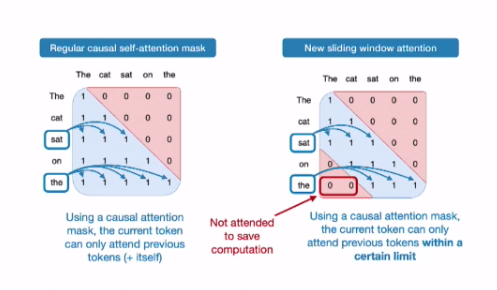 Regular causal self-attention mask
The cat sat on the
The 1 0 0 0 0
cat 1 1 0 0 0
sat 1 1 1 0 0
on 1 1 1 1 0
the 1 1 1 1 1
Using a causal attention
mask, the current token
can only attend previous
tokens (+ itself)
New sliding window attention
The cat sat on the
The 1 0 0 0 0
cat 1 1 0 0 0
sat 1 1 1 0 0
on 0 1 1 1 0
the 0 0 1 1 1
Not attended
to save
computation
Using a causal attention mask,
the current token can only
attend previous tokens within a
certain limit